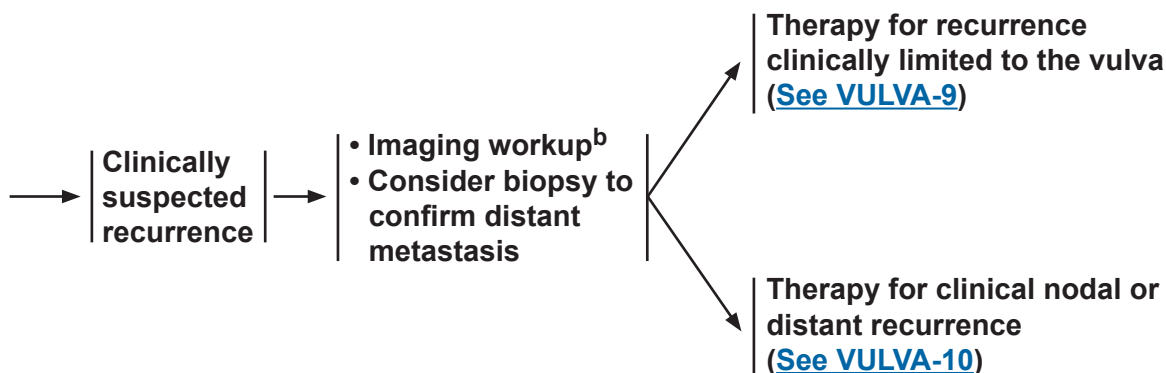 Clinically
suspected
recurrence
• Imaging workupb
• Consider biopsy to
confirm distant
metastasis
Therapy for recurrence
clinically limited to the vulva
(See VULVA-9)
Therapy for clinical nodal or
distant recurrence
(See VULVA-10)